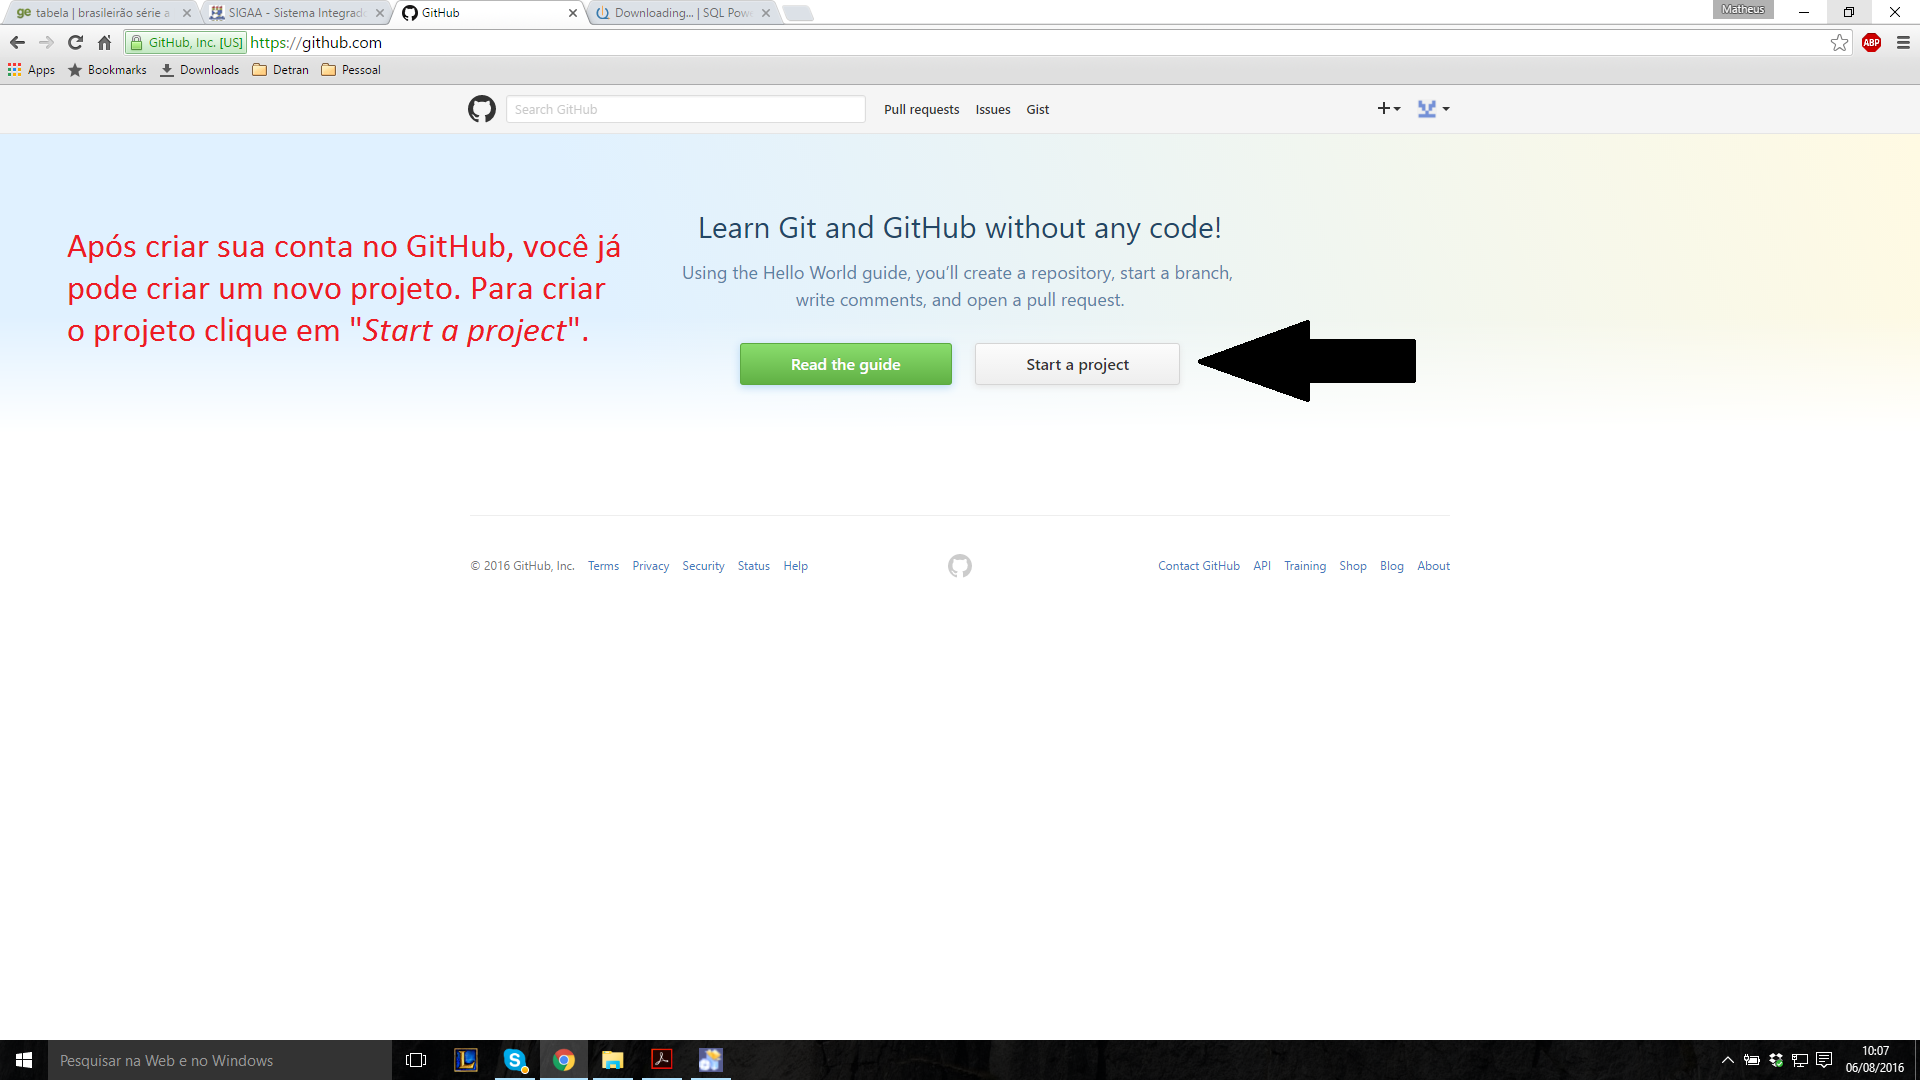 tabela | brasileirão série a
SIGAA - Sistema Integrado
GitHub
Downloading... | SQL Pow
Matheus
GitHub, Inc. [US]
https://github.com
ABP
Apps
Bookmarks
Downloads
Detran
Pessoal
Search GitHub
Pull requests
Issues
Gist
Learn Git and GitHub without any code!
Using the Hello World guide, you'll create a repository, start a branch,
write comments, and open a pull request.
Após criar sua conta no GitHub, você já
pode criar um novo projeto. Para criar
o projeto clique em "Start a project".
Read the guide
Start a project
© 2016 GitHub, Inc.
Terms
Privacy
Security
Status
Help
Contact GitHub
API
Training
Shop
Blog
About
Pesquisar na Web e no Windows
10:07
06/08/2016